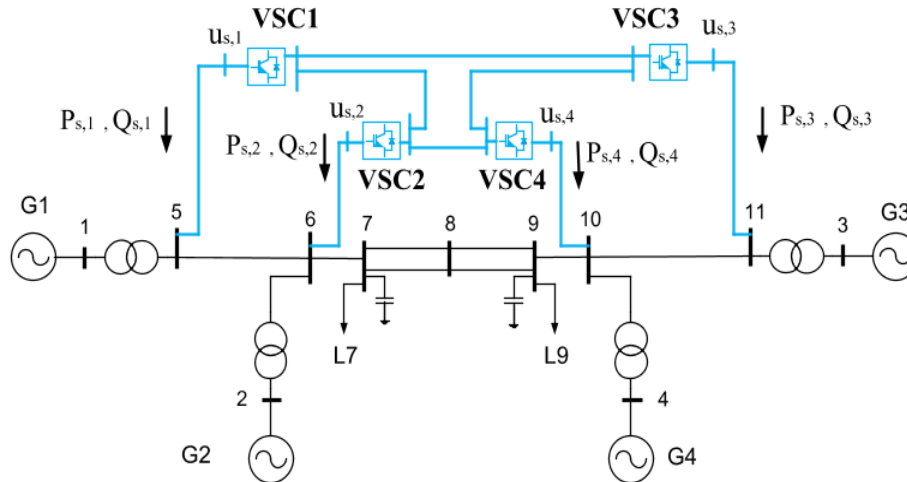 VSC1
VSC3
us,1
us,3
us,2
us,4
Ps,1 , Qs,1
Ps,2 , Qs,2
Ps,4 , Qs,4
Ps,3 , Qs,3
VSC2
VSC4
G1
1
5
6
7
8
9
10
11
3
G3
L7
L9
2
4
G2
G4